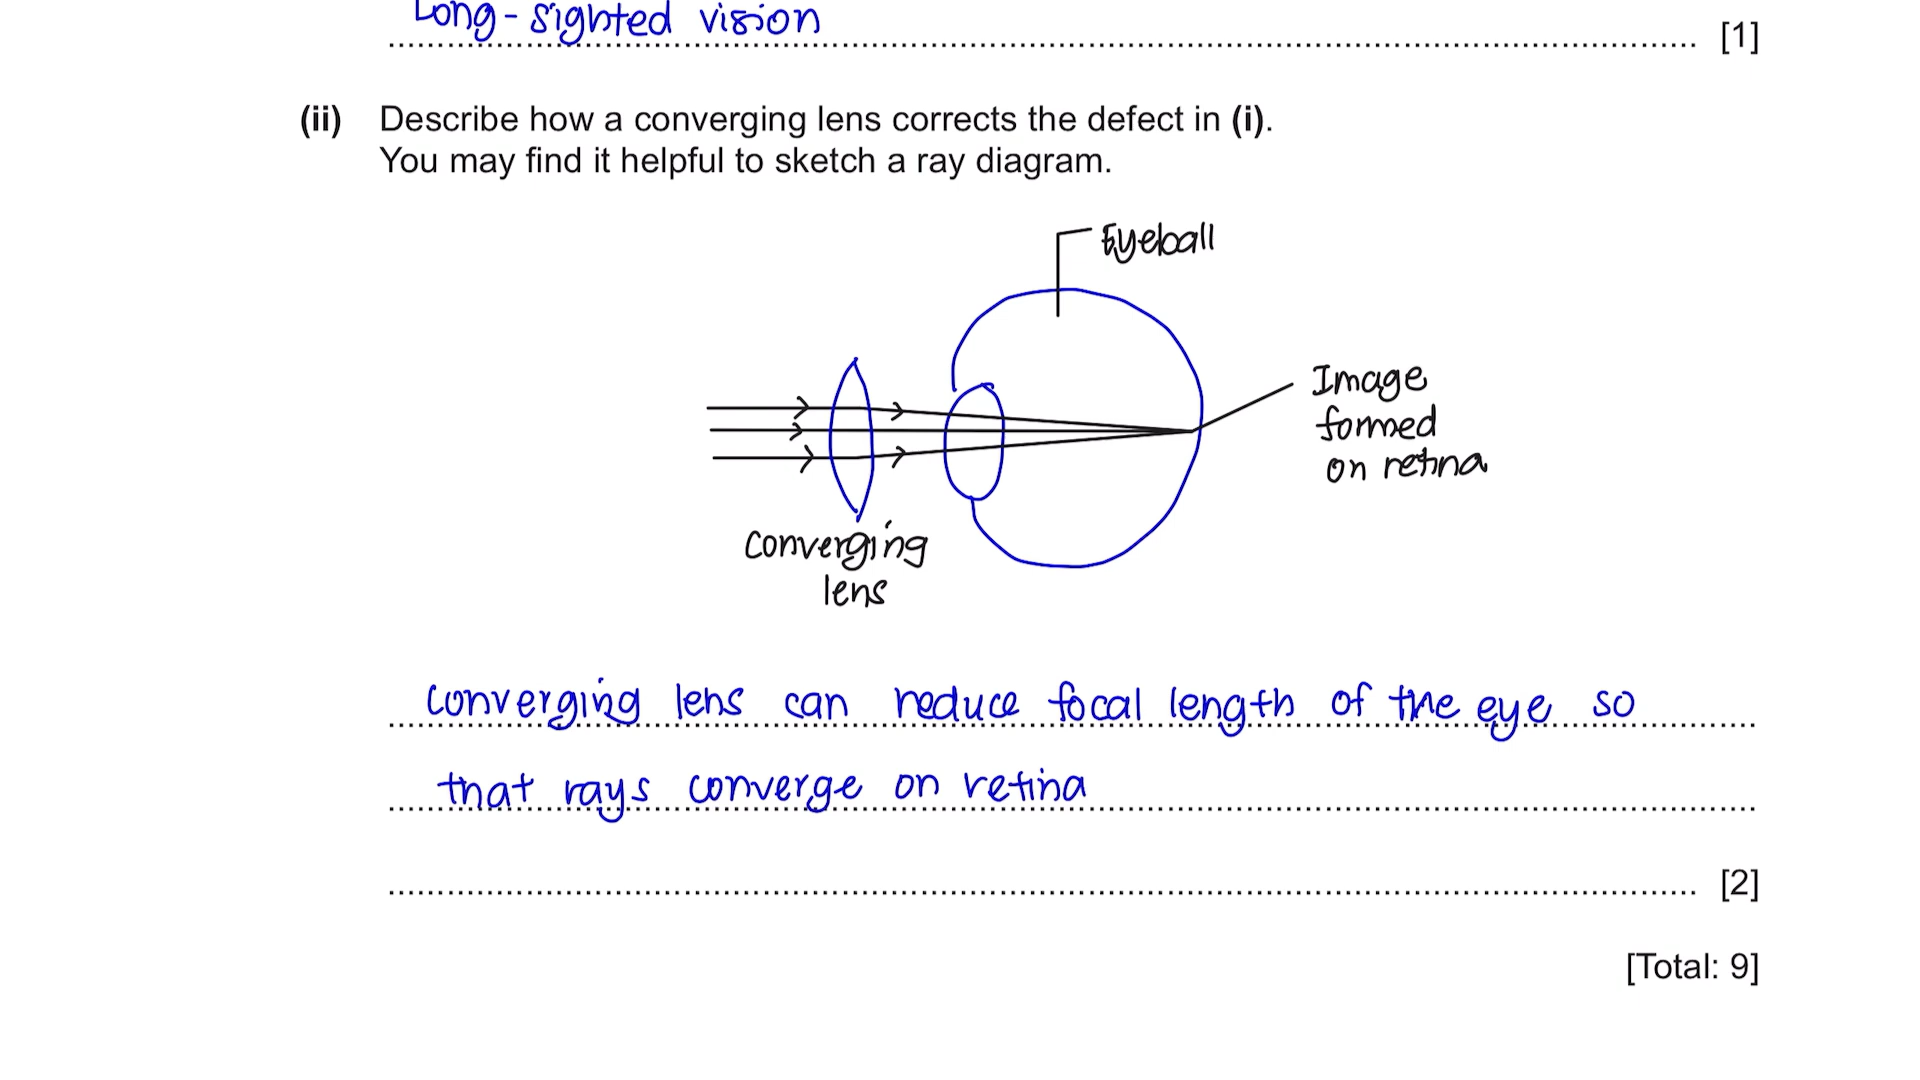 Long-sighted vision
[1]
(ii) Describe how a converging lens corrects the defect in (i).
You may find it helpful to sketch a ray diagram.
Eyeball
Image
formed
on retina
converging
lens
converging lens can reduce focal length of the eye so
that rays converge on retina
[2]
[Total: 9]